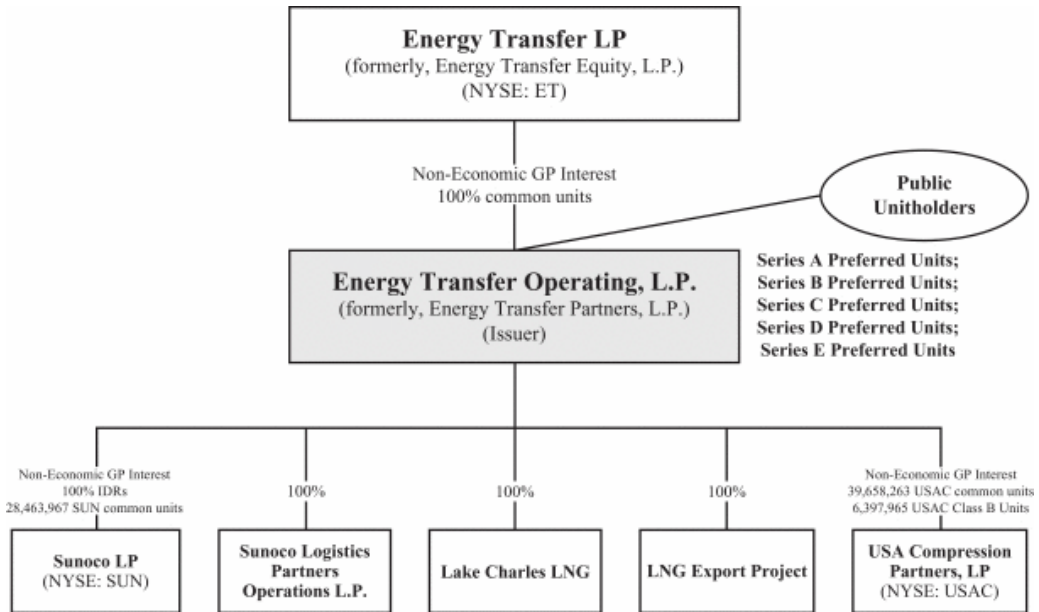 Energy Transfer LP
(formerly, Energy Transfer Equity, L.P.)
(NYSE: ET)
Non-Economic GP Interest
100% common units
Public
Unitholders
Energy Transfer Operating, L.P.
(formerly, Energy Transfer Partners, L.P.)
(Issuer)
Series A Preferred Units;
Series B Preferred Units;
Series C Preferred Units;
Series D Preferred Units;
Series E Preferred Units
Non-Economic GP Interest
100% IDRs
28,463,967 SUN common units
100%
100%
100%
Non-Economic GP Interest
39,658,263 USAC common units
6,397,965 USAC Class B Units
Sunoco LP
(NYSE: SUN)
Sunoco Logistics
Partners
Operations L.P.
Lake Charles LNG
LNG Export Project
USA Compression
Partners, LP
(NYSE: USAC)